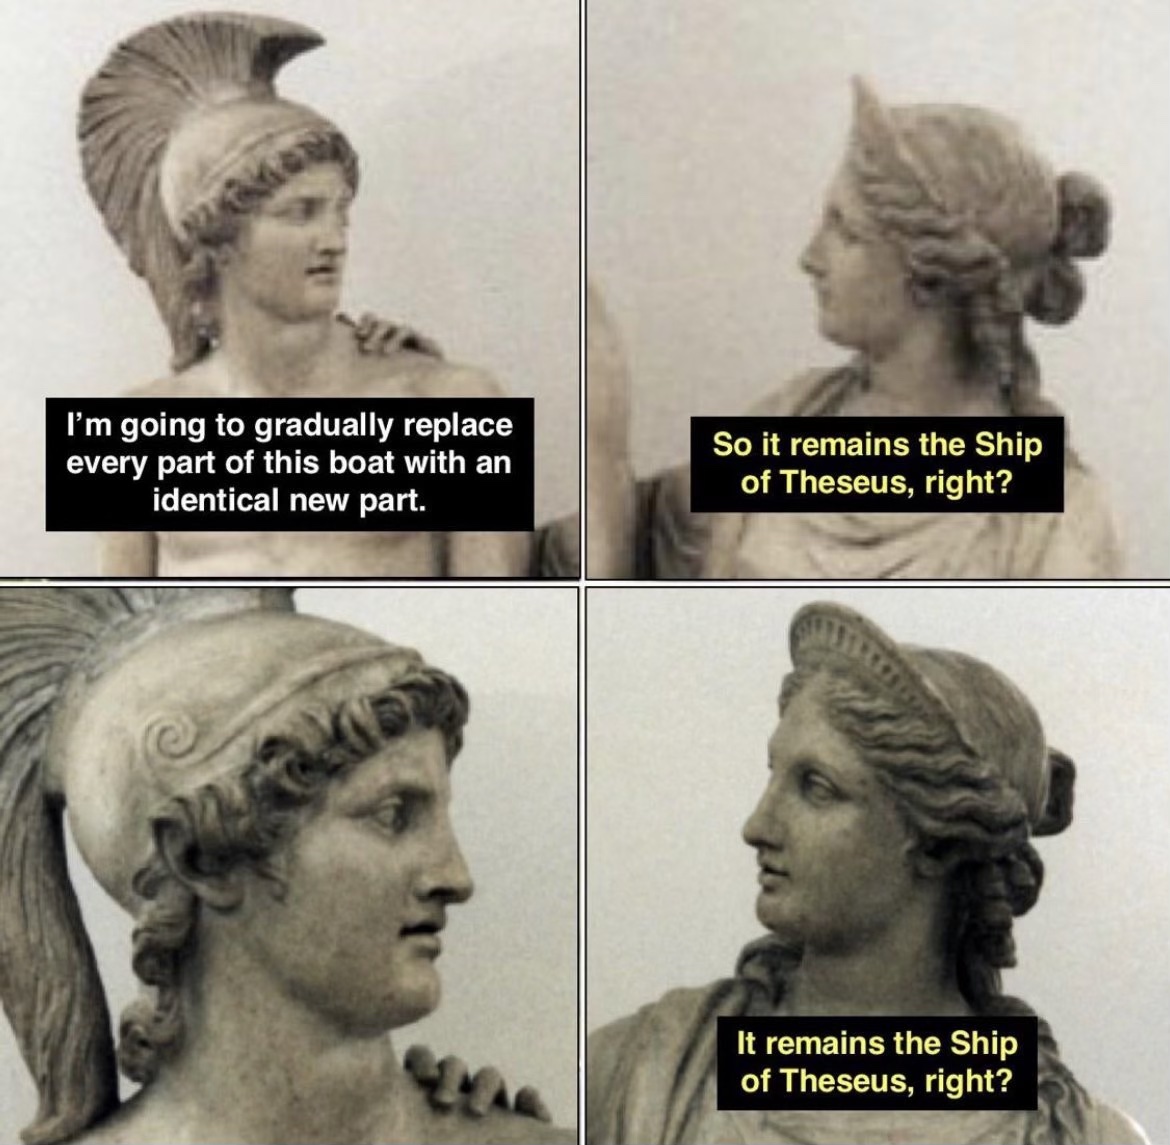 I’m going to gradually replace
every part of this boat with an
identical new part.
So it remains the Ship
of Theseus, right?
It remains the Ship
of Theseus, right?